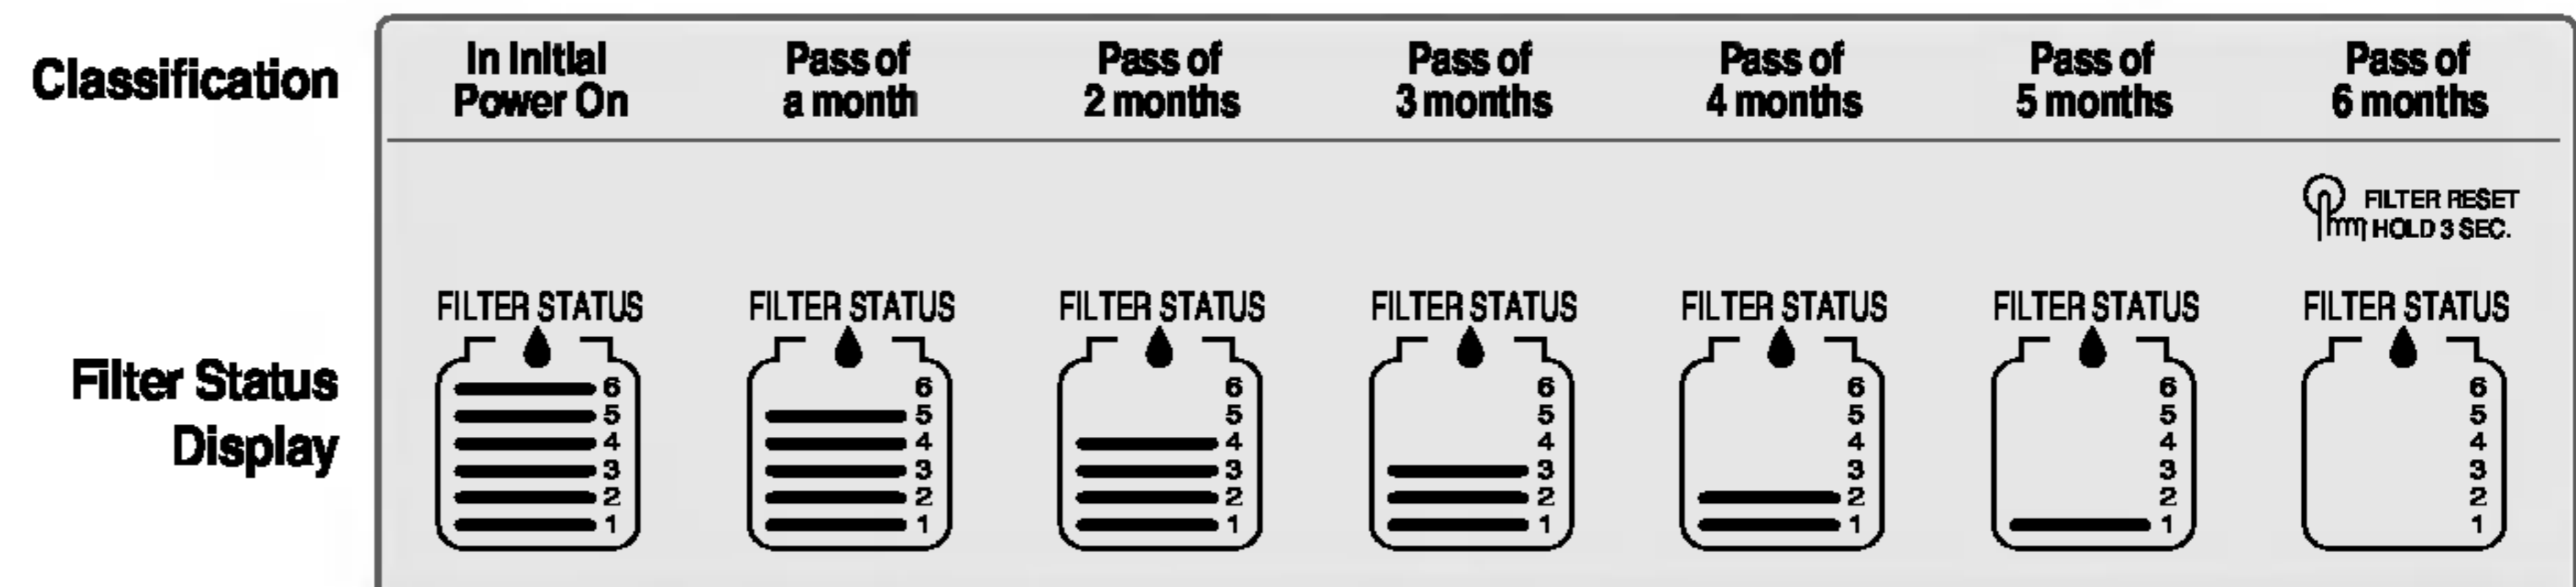 Classification
In Initial
Power On
Pass of
a month
Pass of
2 months
Pass of
3 months
Pass of
4 months
Pass of
5 months
Pass of
6 months
FILTER RESET
HOLD 3 SEC.
Filter Status
Display
FILTER STATUS
6
5
4
3
2
1
FILTER STATUS
6
5
4
3
2
1
FILTER STATUS
6
5
4
3
2
1
FILTER STATUS
6
5
4
3
2
1
FILTER STATUS
6
5
4
3
2
1
FILTER STATUS
6
5
4
3
2
1
FILTER STATUS
6
5
4
3
2
1